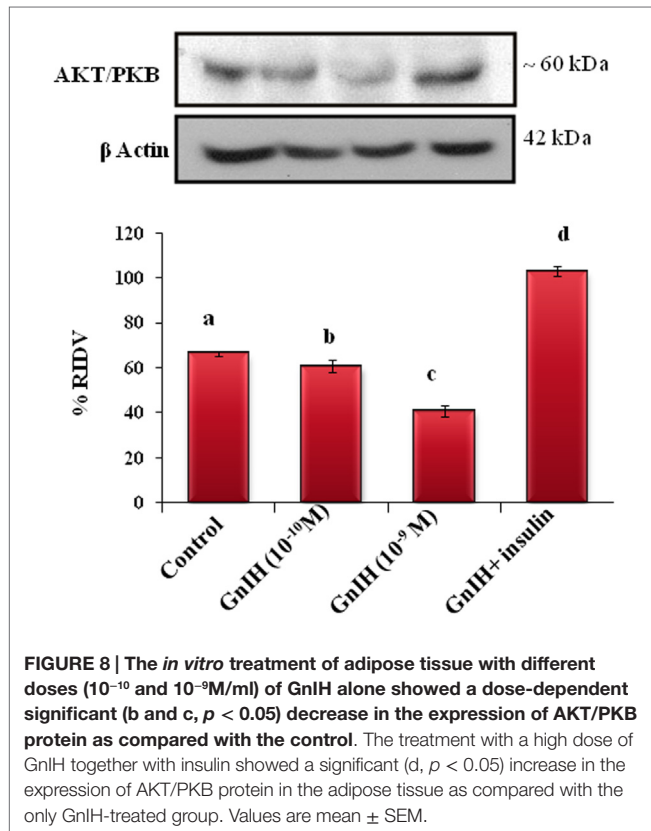 AKT/PKB
~ 60 kDa
β Actin
42 kDa
% RIDV
120
100
80
60
40
20
0
a
b
c
d
Control
GnIH (10⁻¹⁰M)
GnIH (10⁻⁹ M)
GnIH+ insulin
FIGURE 8 | The in vitro treatment of adipose tissue with different
doses (10⁻¹⁰ and 10⁻⁹M/ml) of GnIH alone showed a dose-dependent
significant (b and c, p < 0.05) decrease in the expression of AKT/PKB
protein as compared with the control. The treatment with a high dose of
GnIH together with insulin showed a significant (d, p < 0.05) increase in the
expression of AKT/PKB protein in the adipose tissue as compared with the
only GnIH-treated group. Values are mean ± SEM.